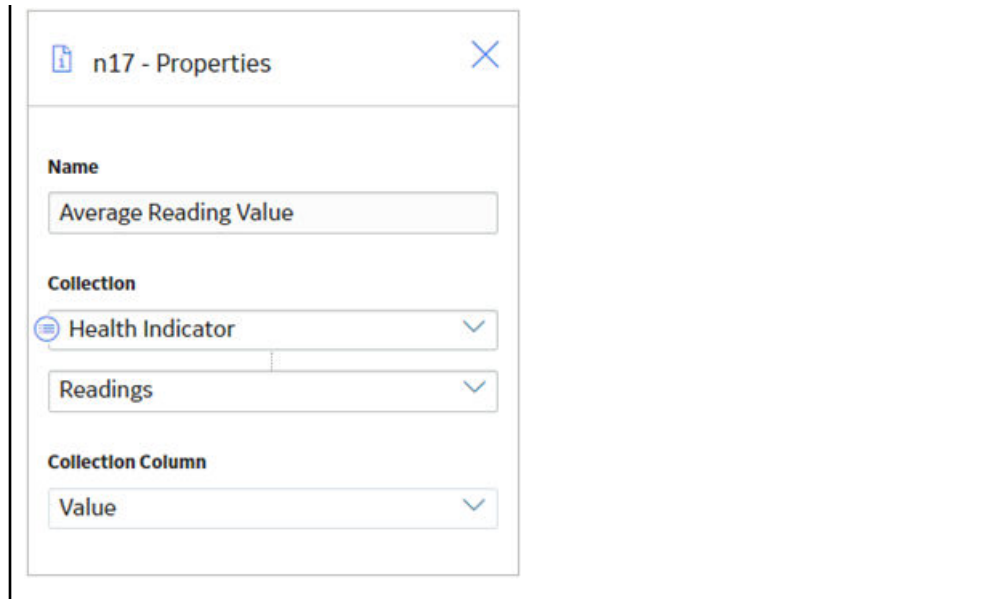 n17 - Properties
Name
Average Reading Value
Collection
Health Indicator
Readings
Collection Column
Value